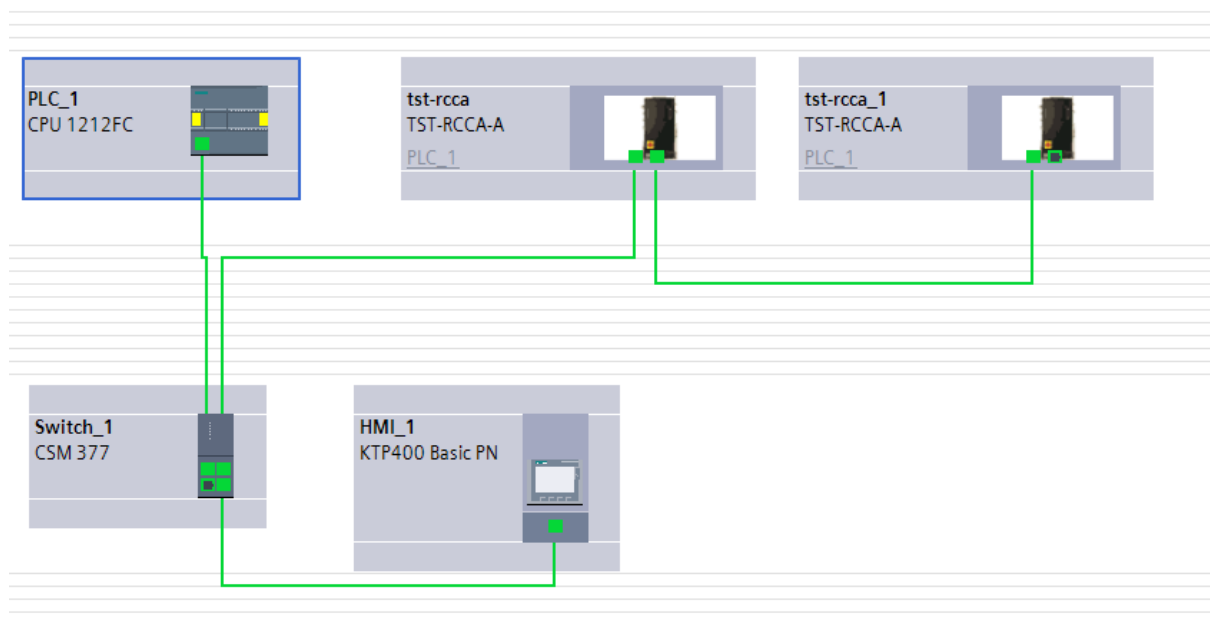 PLC_1
CPU 1212FC
tst-rcca
TST-RCCA-A
PLC_1
tst-rcca_1
TST-RCCA-A
PLC_1
Switch_1
CSM 377
HMI_1
KTP400 Basic PN